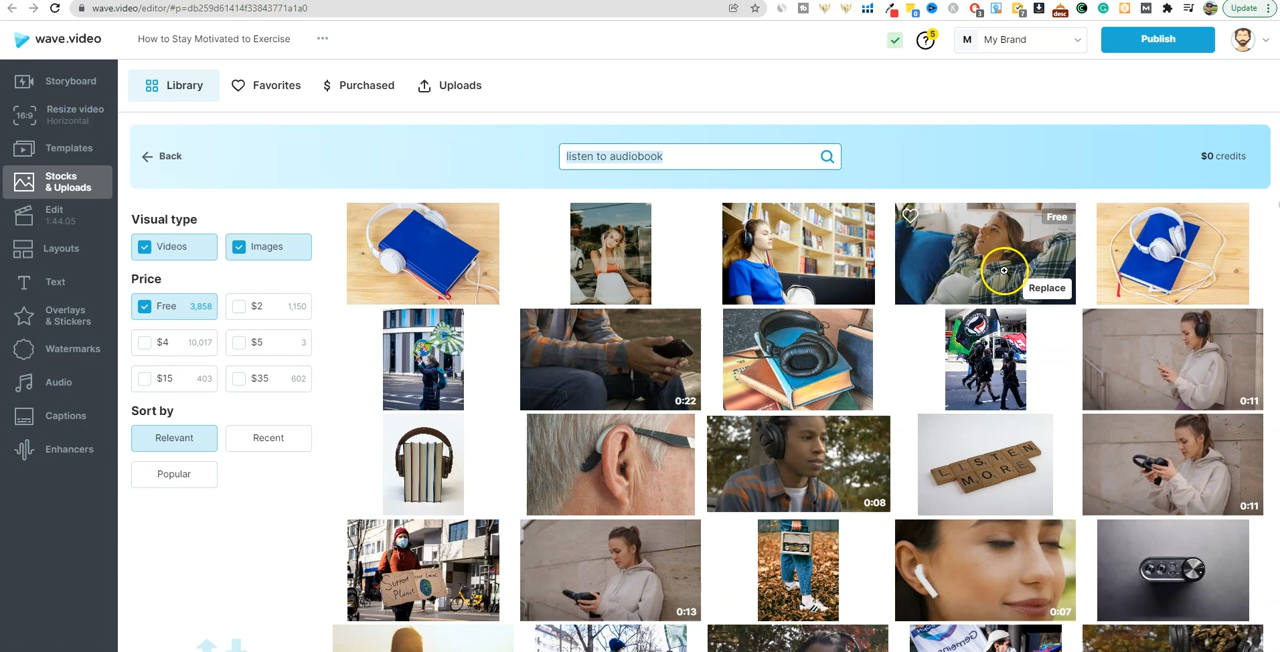 wave.video/editor/#p=db259d61414f33843771a1a0
Update
wave.video
How to Stay Motivated to Exercise
5
M My Brand
Publish
Storyboard
16:9
Resize video
Horizontal
Templates
Stocks
& Uploads
Edit
1:44.05
Layouts
Text
Overlays
& Stickers
Watermarks
Audio
Captions
Enhancers
Library
Favorites
$ Purchased
Uploads
Back
listen to audiobook
$0 credits
Visual type
Videos
Images
Price
Free 3,858
$2 1,150
$4 10,017
$5 3
$15 403
$35 602
Sort by
Relevant
Recent
Popular
Free
Replace
0:22
0:11
0:08
LISTEN
MORE
0:11
0:13
0:07